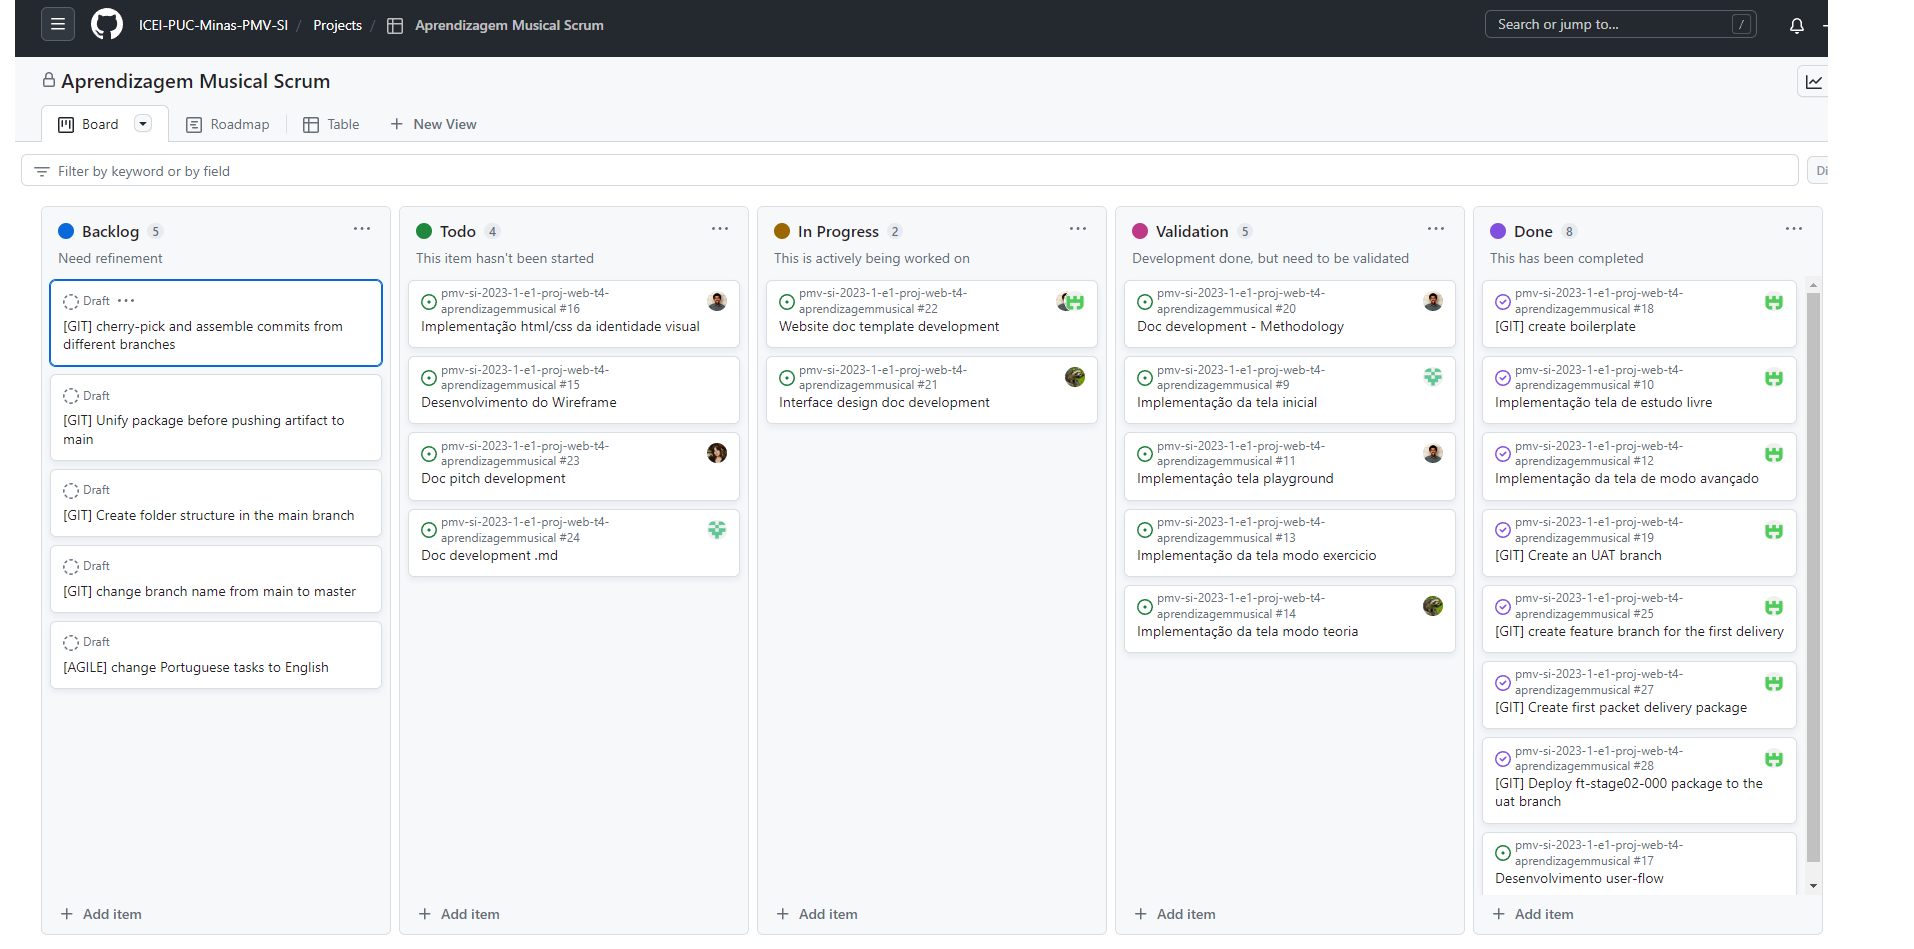 ICEI-PUC-Minas-PMV-SI / Projects / Aprendizagem Musical Scrum
Search or jump to... /
Aprendizagem Musical Scrum
Board Roadmap Table New View
Filter by keyword or by field
Backlog 5
Need refinement
Draft
[GIT] cherry-pick and assemble commits from
different branches
Draft
[GIT] Unify package before pushing artifact to
main
Draft
[GIT] Create folder structure in the main branch
Draft
[GIT] change branch name from main to master
Draft
[AGILE] change Portuguese tasks to English
Add item
Todo 4
This item hasn't been started
pmv-si-2023-1-e1-proj-web-t4-
aprendizagemmusical #16
Implementação html/css da identidade visual
pmv-si-2023-1-e1-proj-web-t4-
aprendizagemmusical #15
Desenvolvimento do Wireframe
pmv-si-2023-1-e1-proj-web-t4-
aprendizagemmusical #23
Doc pitch development
pmv-si-2023-1-e1-proj-web-t4-
aprendizagemmusical #24
Doc development .md
Add item
In Progress 2
This is actively being worked on
pmv-si-2023-1-e1-proj-web-t4-
aprendizagemmusical #22
Website doc template development
pmv-si-2023-1-e1-proj-web-t4-
aprendizagemmusical #21
Interface design doc development
Add item
Validation 5
Development done, but need to be validated
pmv-si-2023-1-e1-proj-web-t4-
aprendizagemmusical #20
Doc development - Methodology
pmv-si-2023-1-e1-proj-web-t4-
aprendizagemmusical #9
Implementação da tela inicial
pmv-si-2023-1-e1-proj-web-t4-
aprendizagemmusical #11
Implementação tela playground
pmv-si-2023-1-e1-proj-web-t4-
aprendizagemmusical #13
Implementação da tela modo exercicio
pmv-si-2023-1-e1-proj-web-t4-
aprendizagemmusical #14
Implementação da tela modo teoria
Add item
Done 8
This has been completed
pmv-si-2023-1-e1-proj-web-t4-
aprendizagemmusical #18
[GIT] create boilerplate
pmv-si-2023-1-e1-proj-web-t4-
aprendizagemmusical #10
Implementação tela de estudo livre
pmv-si-2023-1-e1-proj-web-t4-
aprendizagemmusical #12
Implementação da tela de modo avançado
pmv-si-2023-1-e1-proj-web-t4-
aprendizagemmusical #19
[GIT] Create an UAT branch
pmv-si-2023-1-e1-proj-web-t4-
aprendizagemmusical #25
[GIT] create feature branch for the first delivery
pmv-si-2023-1-e1-proj-web-t4-
aprendizagemmusical #27
[GIT] Create first packet delivery package
pmv-si-2023-1-e1-proj-web-t4-
aprendizagemmusical #28
[GIT] Deploy ft-stage02-000 package to the
uat branch
pmv-si-2023-1-e1-proj-web-t4-
aprendizagemmusical #17
Desenvolvimento user-flow
Add item